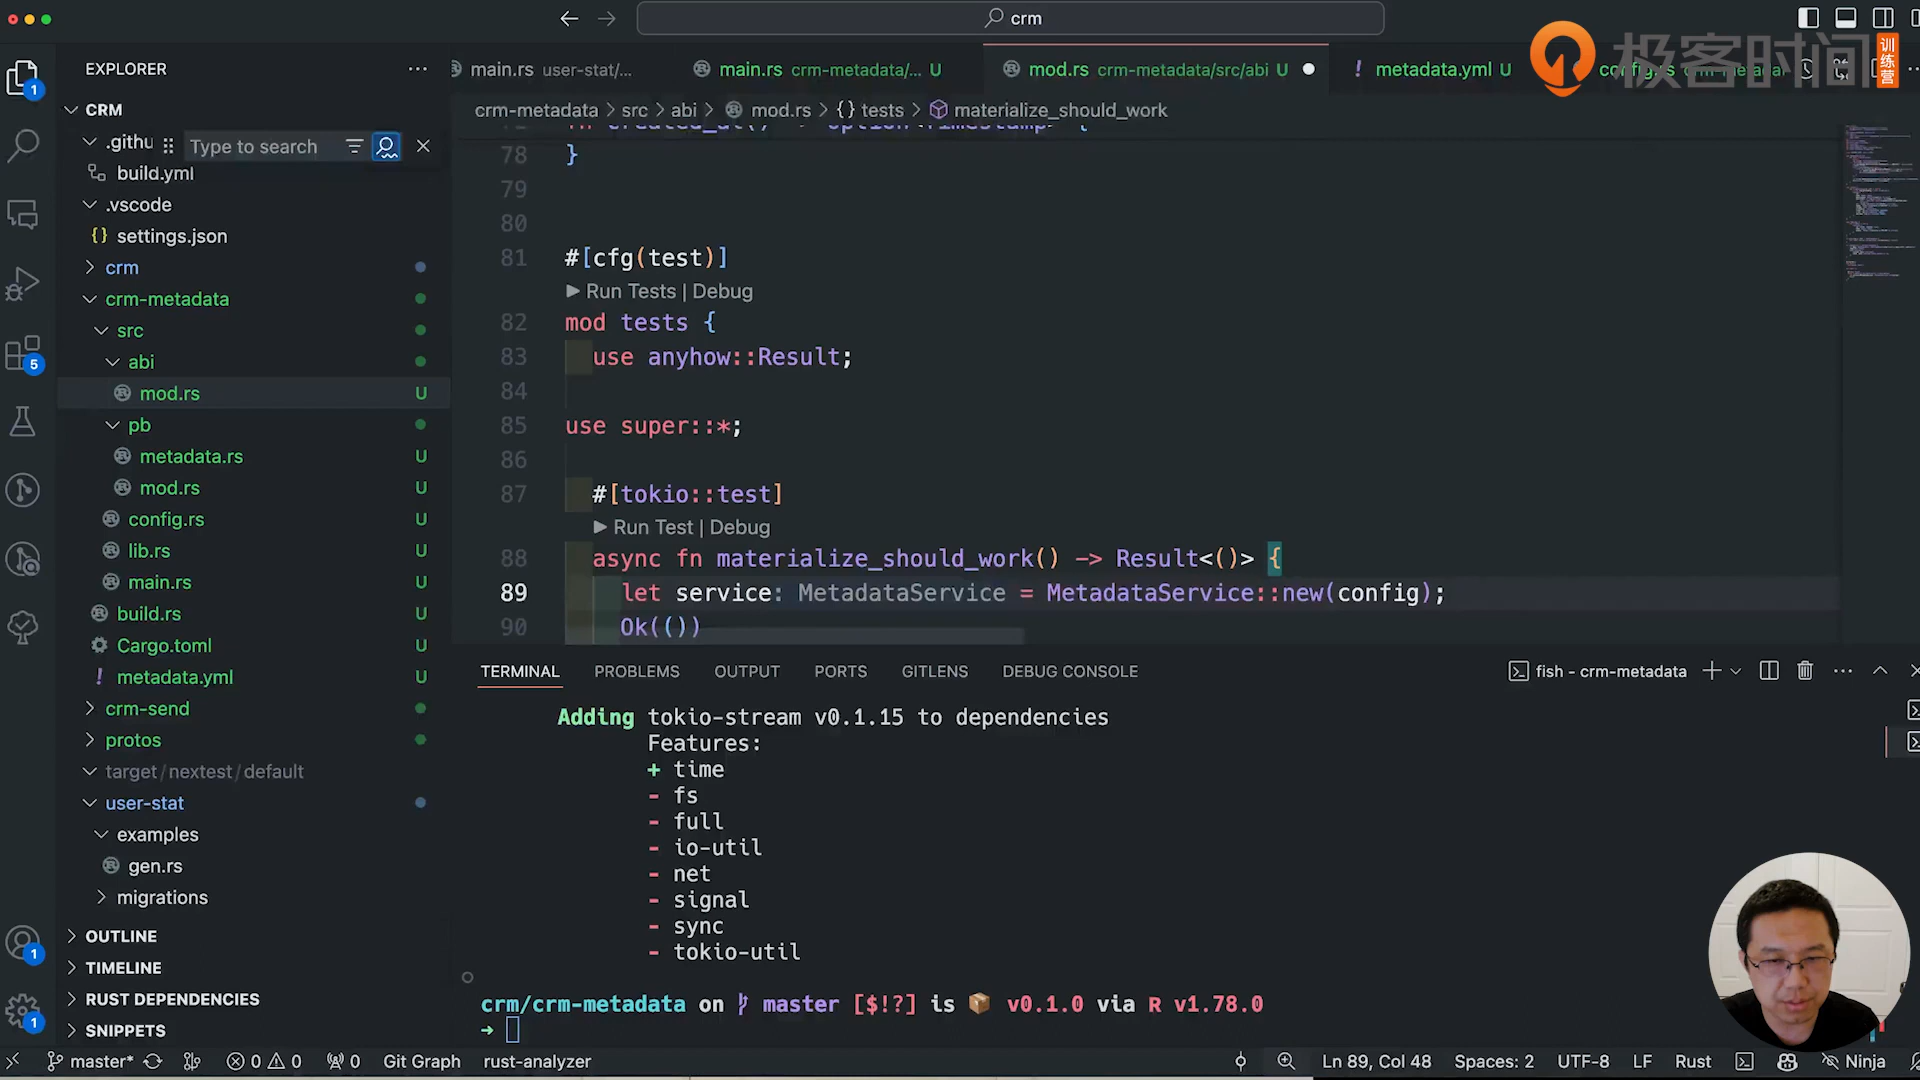 crm
极客时间 训练营
EXPLORER
main.rs user-stat/...
main.rs crm-metadata/... U
mod.rs crm-metadata/src/abi U
metadata.yml U
CRM
crm-metadata > src > abi > mod.rs > {} tests > materialize_should_work
.githu
Type to search
build.yml
.vscode
settings.json
crm
crm-metadata
src
abi
mod.rs U
pb
metadata.rs U
mod.rs U
config.rs U
lib.rs U
main.rs U
build.rs U
Cargo.toml U
metadata.yml U
crm-send
protos
target/nextest/default
user-stat
examples
gen.rs
migrations
OUTLINE
TIMELINE
RUST DEPENDENCIES
SNIPPETS
78 }
79
80
81 #[cfg(test)]
Run Tests | Debug
82 mod tests {
83 use anyhow::Result;
84
85 use super::*;
86
87 #[tokio::test]
Run Test | Debug
88 async fn materialize_should_work() -> Result<()> {
89 let service: MetadataService = MetadataService::new(config);
90 Ok(())
TERMINAL PROBLEMS OUTPUT PORTS GITLENS DEBUG CONSOLE
fish - crm-metadata
Adding tokio-stream v0.1.15 to dependencies
Features:
+ time
- fs
- full
- io-util
- net
- signal
- sync
- tokio-util
crm/crm-metadata on master [$!?] is v0.1.0 via R v1.78.0
→
1
5
1
1
master* 0 0 0 Git Graph rust-analyzer
Ln 89, Col 48 Spaces: 2 UTF-8 LF Rust Ninja